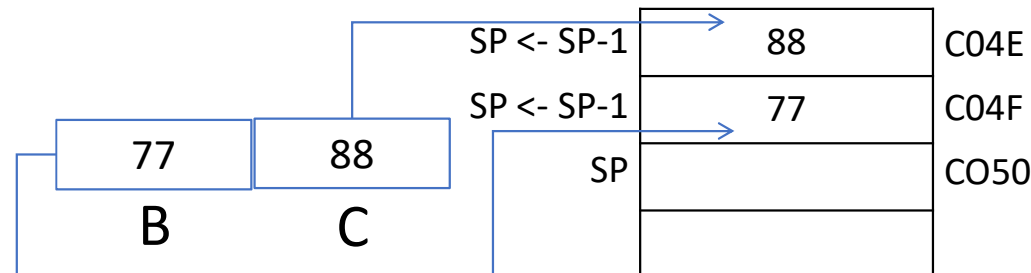 SP <- SP-1 88 C04E
SP <- SP-1 77 C04F
77 88 SP CO50
B C